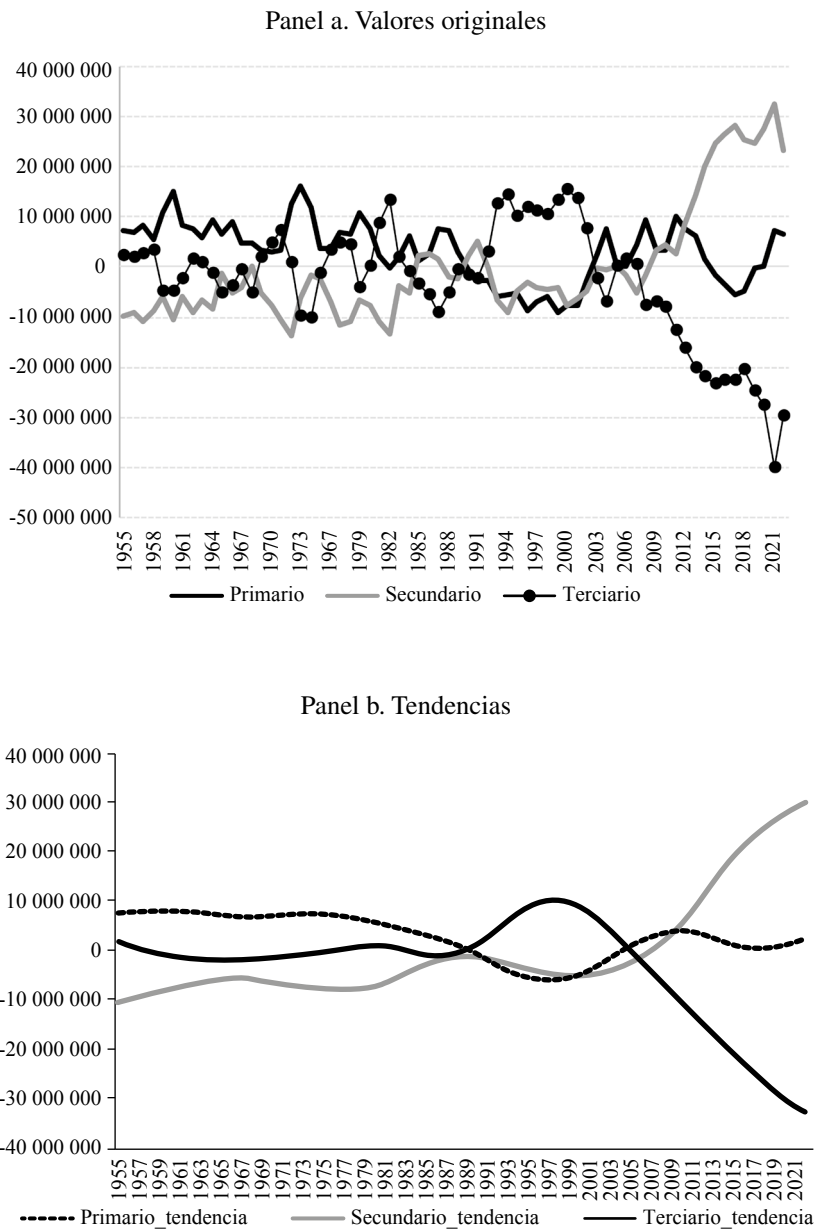 Panel a. Valores originales
40 000 000
30 000 000
20 000 000
10 000 000
0
-10 000 000
-20 000 000
-30 000 000
-40 000 000
-50 000 000
1955 1958 1961 1964 1967 1970 1973 1967 1979 1982 1985 1988 1991 1994 1997 2000 2003 2006 2009 2012 2015 2018 2021
Primario Secundario Terciario
Panel b. Tendencias
40 000 000
30 000 000
20 000 000
10 000 000
0
-10 000 000
-20 000 000
-30 000 000
-40 000 000
1955 1957 1959 1961 1963 1965 1967 1969 1971 1973 1975 1977 1979 1981 1983 1985 1987 1989 1991 1993 1995 1997 1999 2001 2003 2005 2007 2009 2011 2013 2015 2017 2019 2021
Primario_tendencia Secundario_tendencia Terciario_tendencia